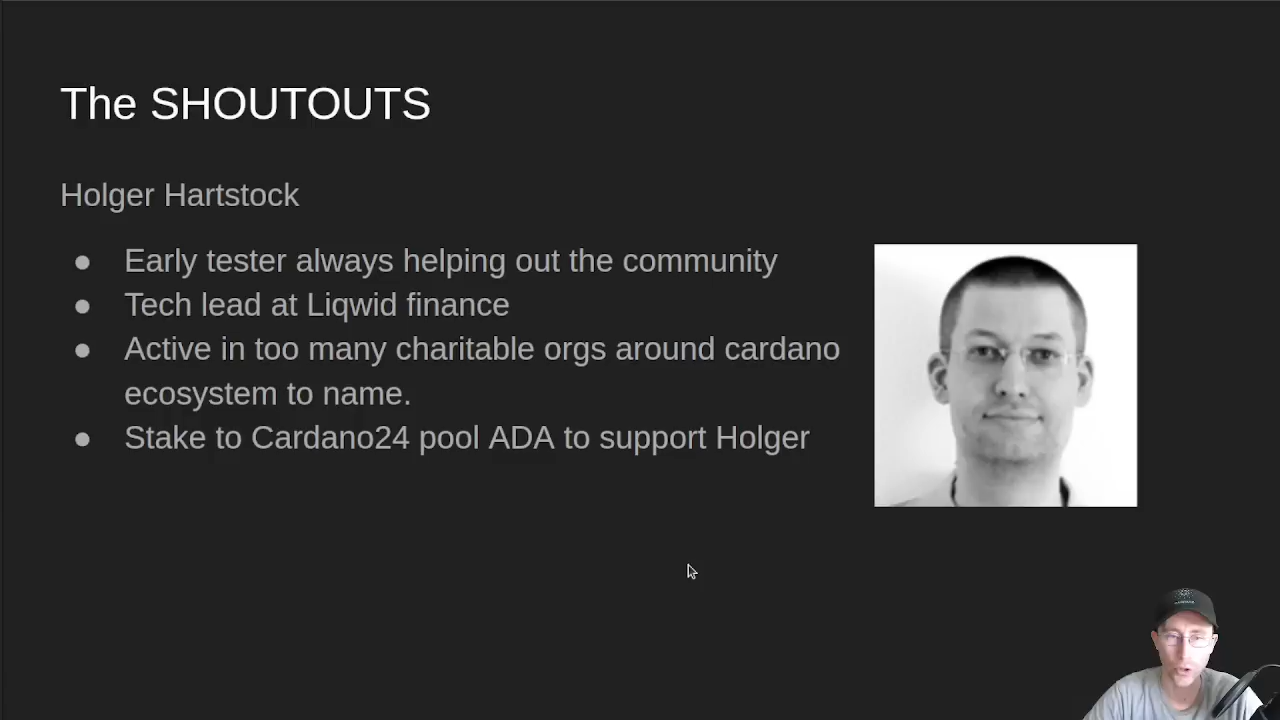 The SHOUTOUTS
Holger Hartstock
● Early tester always helping out the community
● Tech lead at Liqwid finance
● Active in too many charitable orgs around cardano
ecosystem to name.
● Stake to Cardano24 pool ADA to support Holger